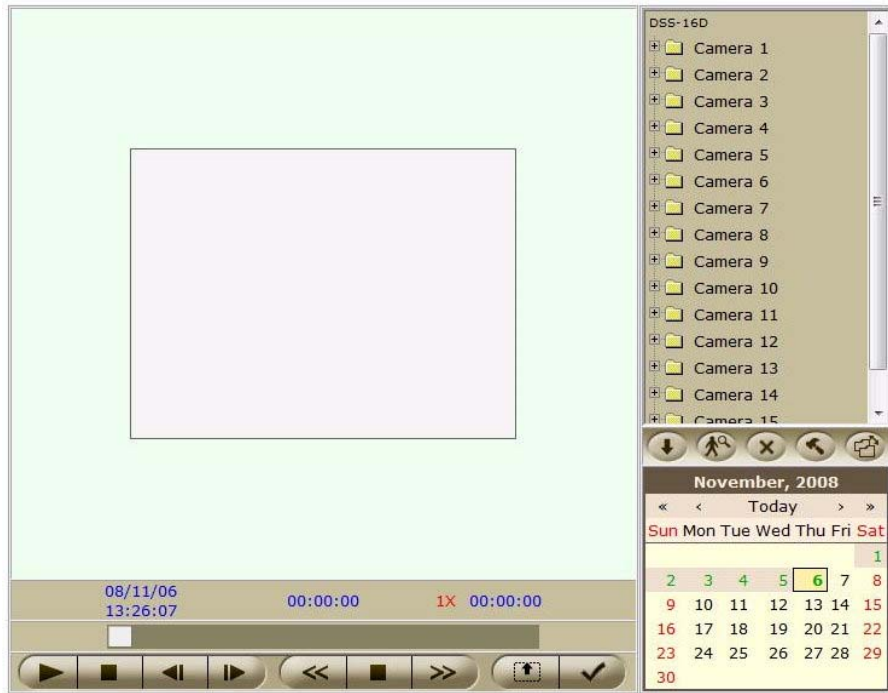 DSS-16D
Camera 1
Camera 2
Camera 3
Camera 4
Camera 5
Camera 6
Camera 7
Camera 8
Camera 9
Camera 10
Camera 11
Camera 12
Camera 13
Camera 14
Camera 15
November, 2008
« ‹ Today › »
Sun Mon Tue Wed Thu Fri Sat
1
2 3 4 5 6 7 8
9 10 11 12 13 14 15
16 17 18 19 20 21 22
23 24 25 26 27 28 29
30
08/11/06
13:26:07
00:00:00 1X 00:00:00